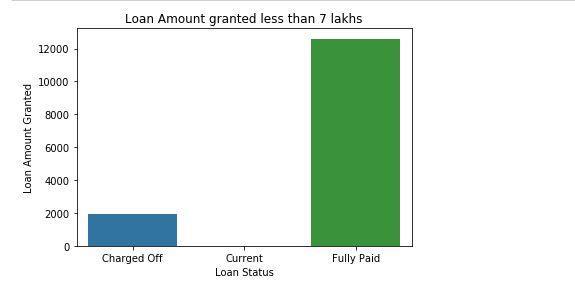 Loan Amount granted less than 7 lakhs
Loan Amount Granted
12000
10000
8000
6000
4000
2000
0
Charged Off Current Fully Paid
Loan Status